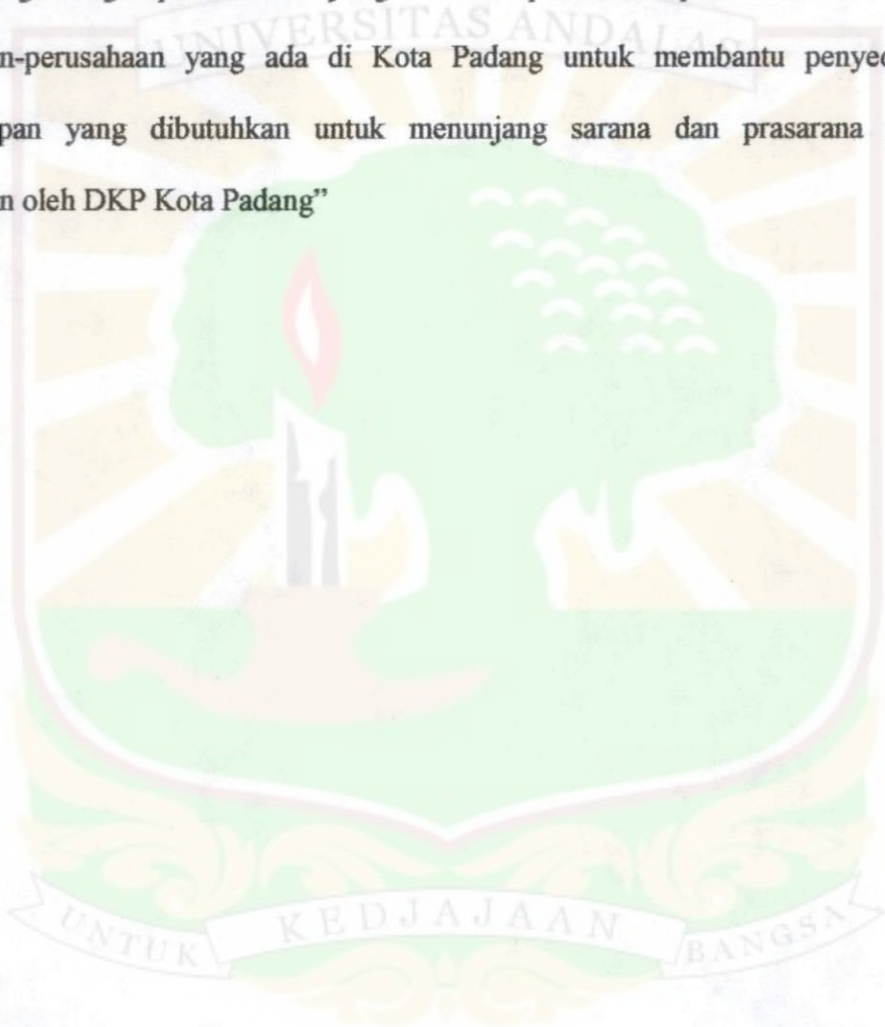 UNIVERSITAS ANDALAS
n-perusahaan yang ada di Kota Padang untuk membantu penyed
pan yang dibutuhkan untuk menunjang sarana dan prasarana
n oleh DKP Kota Padang”
UNTUK KEDJAJAAN BANGSA